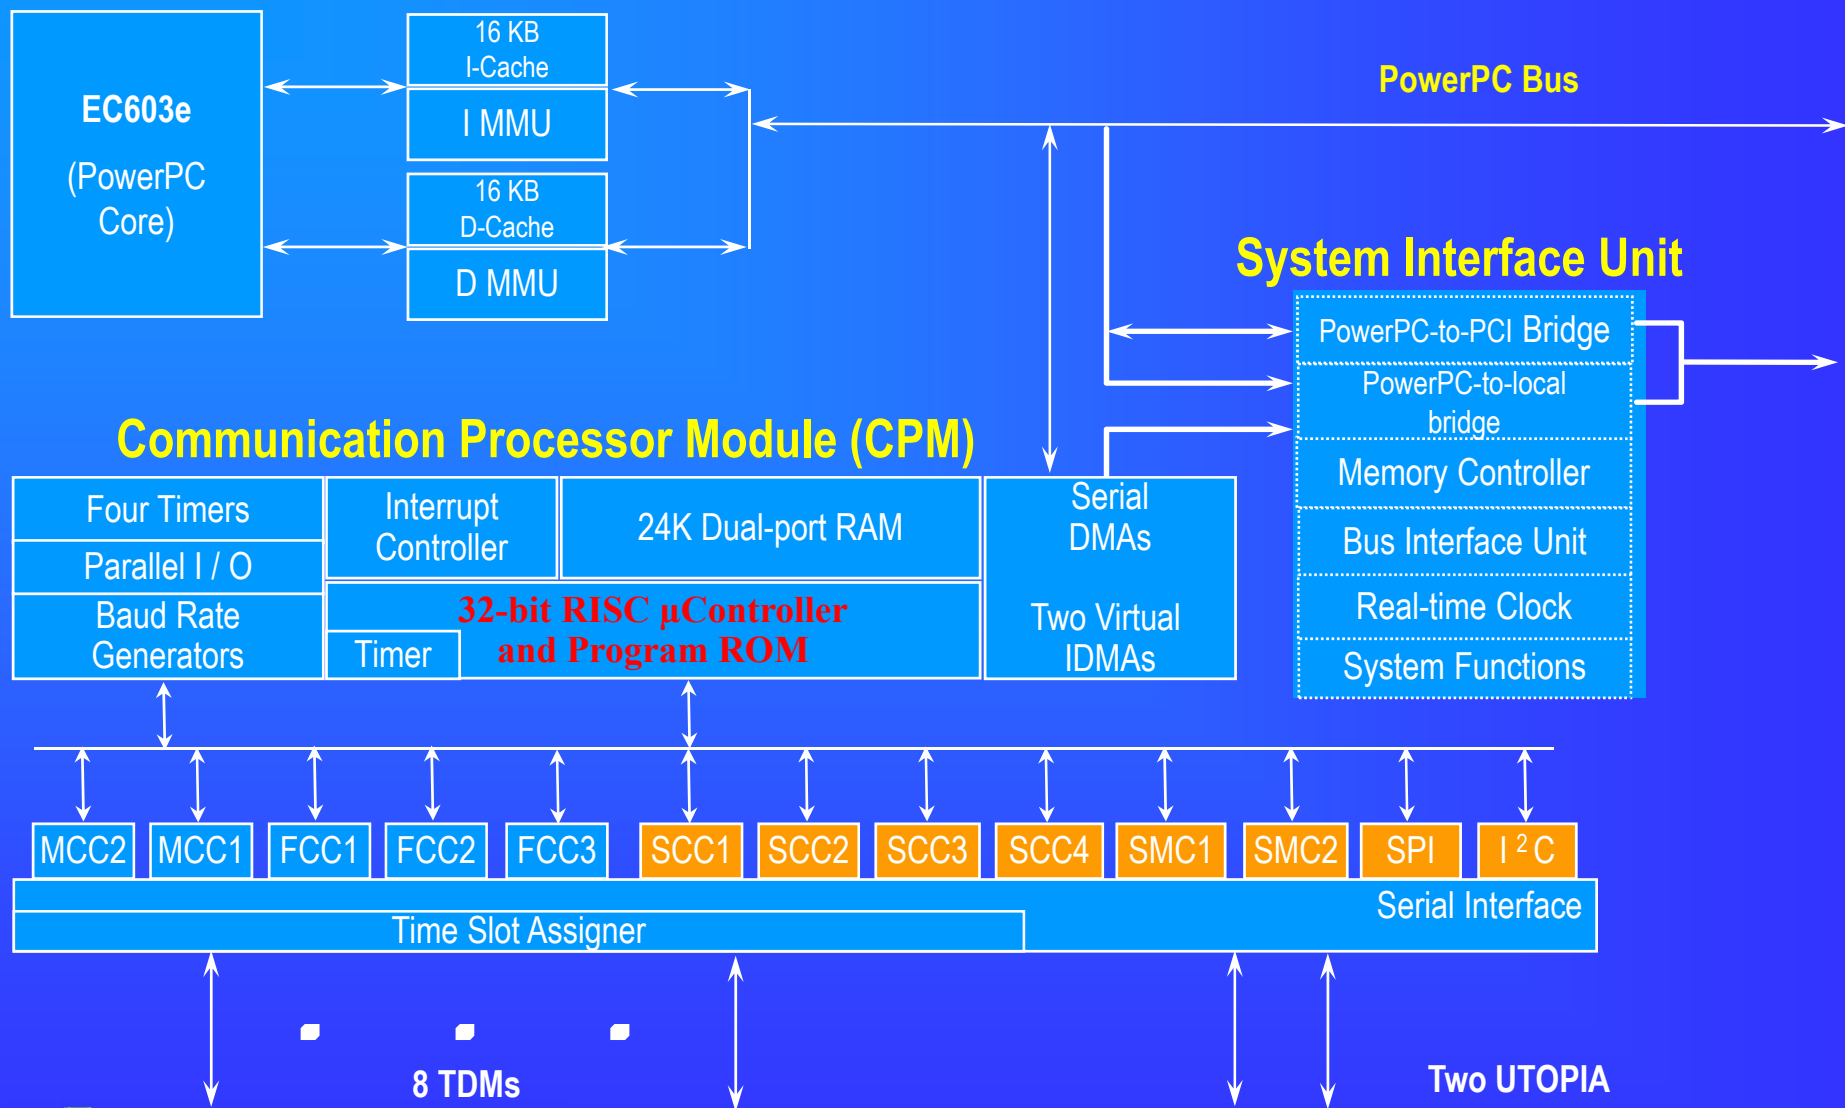 EC603e
(PowerPC
Core)
16 KB
I-Cache
I MMU
16 KB
D-Cache
D MMU
PowerPC Bus
System Interface Unit
PowerPC-to-PCI Bridge
PowerPC-to-local
bridge
Memory Controller
Bus Interface Unit
Real-time Clock
System Functions
Communication Processor Module (CPM)
Four Timers
Parallel I / O
Baud Rate
Generators
Interrupt
Controller
24K Dual-port RAM
32-bit RISC µController
and Program ROM
Timer
Serial
DMAs
Two Virtual
IDMAs
MCC2 MCC1 FCC1 FCC2 FCC3 SCC1 SCC2 SCC3 SCC4 SMC1 SMC2 SPI I 2 C
Serial Interface
Time Slot Assigner
8 TDMs
Two UTOPIA